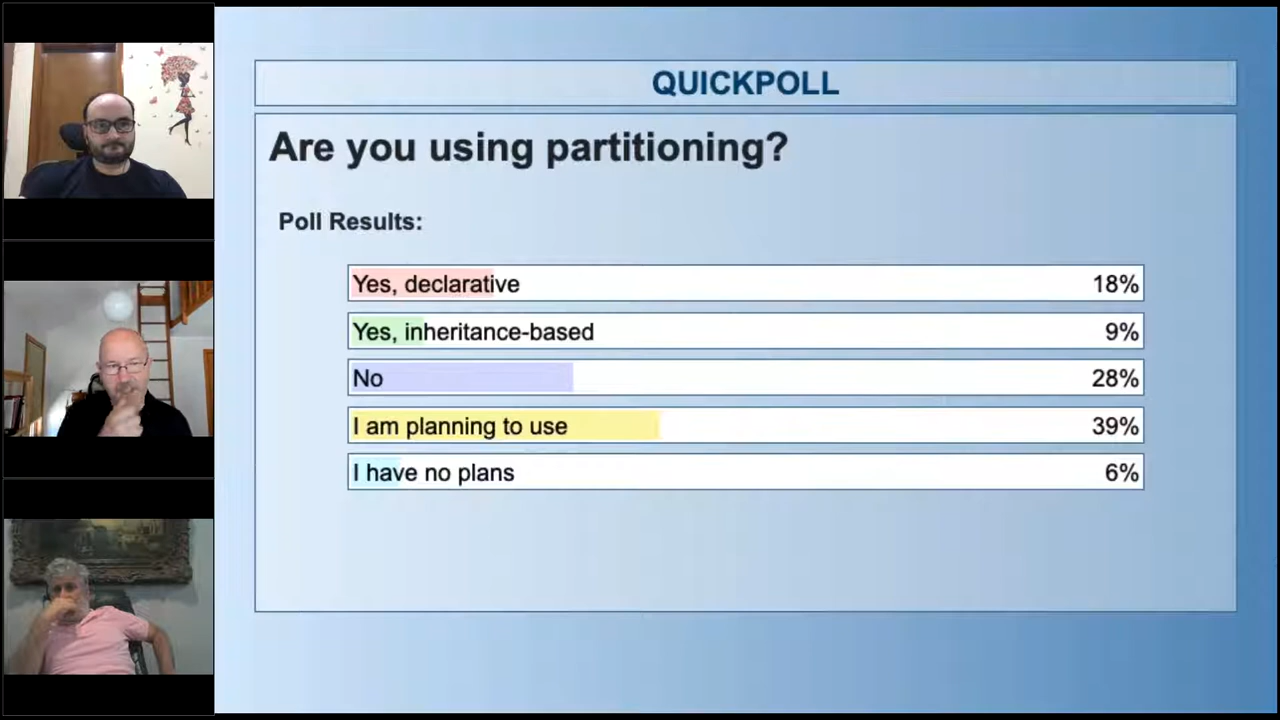 QUICKPOLL
Are you using partitioning?
Poll Results:
Yes, declarative 18%
Yes, inheritance-based 9%
No 28%
I am planning to use 39%
I have no plans 6%